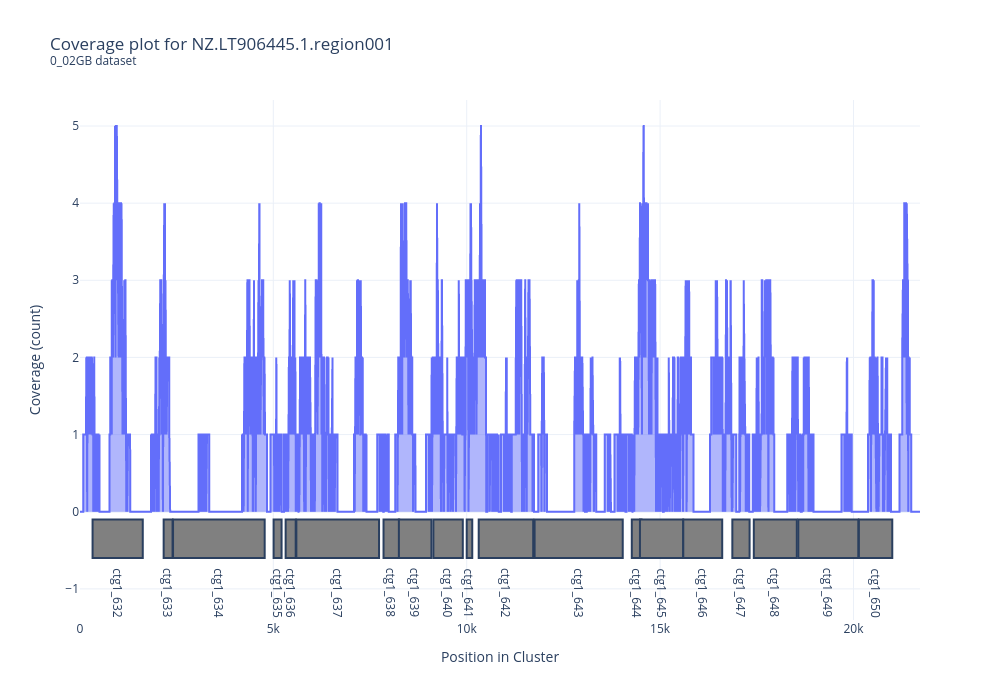 Coverage plot for NZ.LT906445.1.region001
0_02GB dataset
Coverage (count)
5
4
3
2
1
0
−1
ctg1_632
ctg1_633
ctg1_634
ctg1_635
ctg1_636
ctg1_637
ctg1_638
ctg1_639
ctg1_640
ctg1_641
ctg1_642
ctg1_643
ctg1_644
ctg1_645
ctg1_646
ctg1_647
ctg1_648
ctg1_649
ctg1_650
0 5k 10k 15k 20k
Position in Cluster